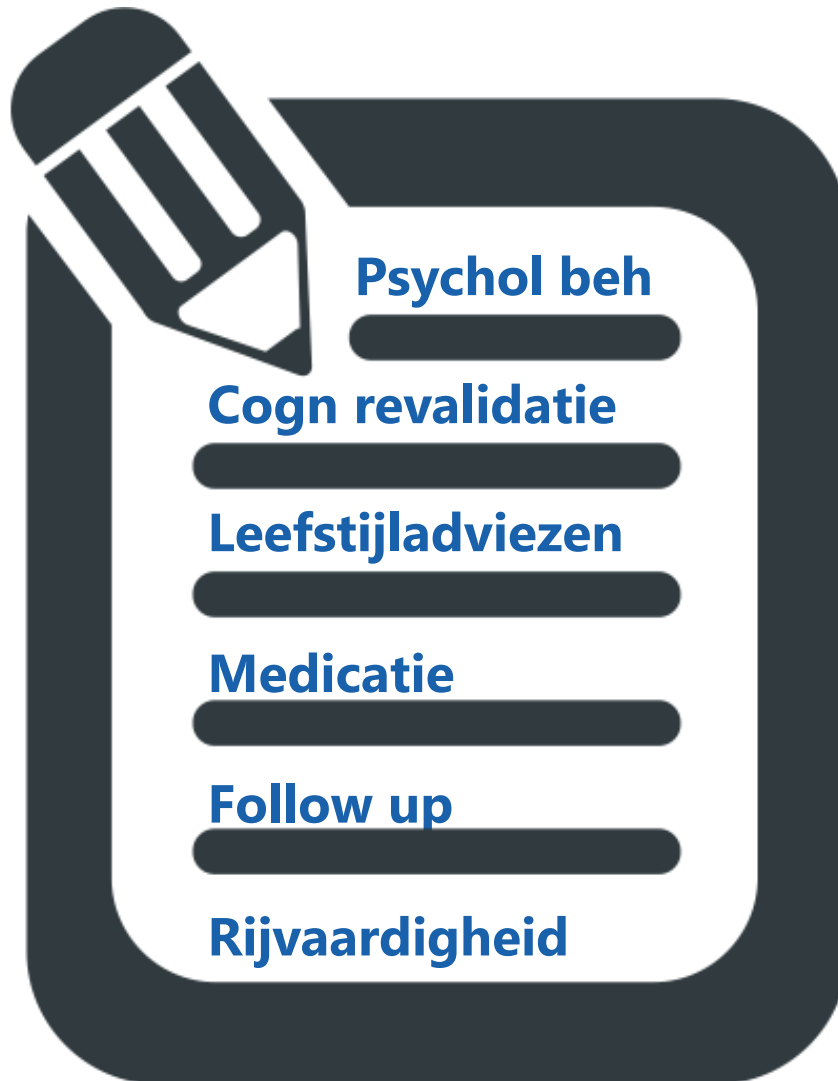 Psychol beh
Cogn revalidatie
Leefstijladviezen
Medicatie
Follow up
Rijvaardigheid